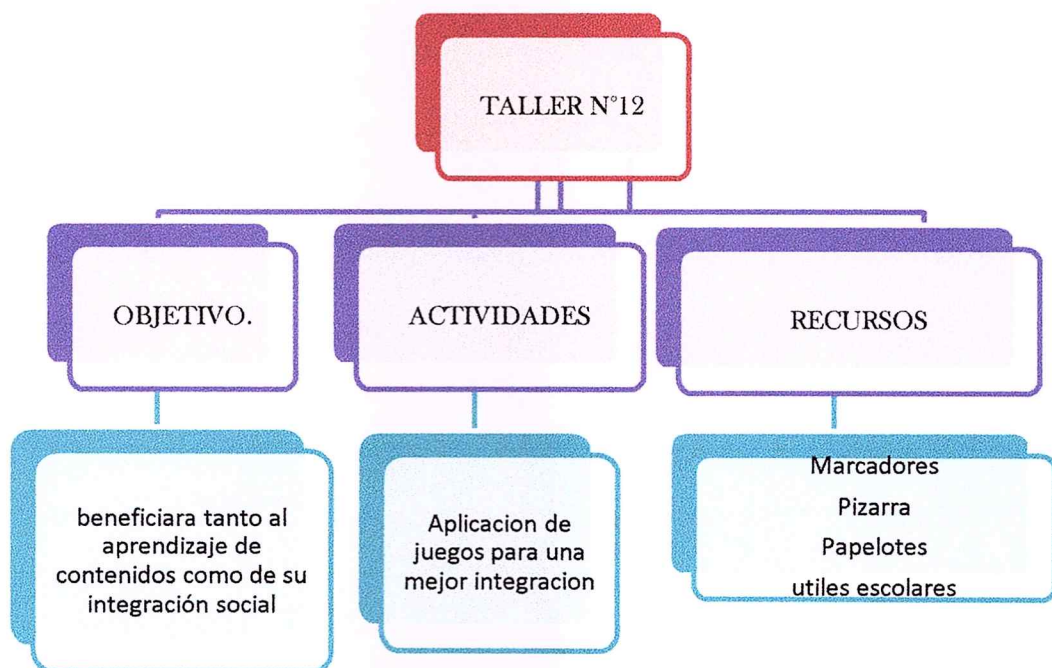 TALLER N°12
OBJETIVO.
ACTIVIDADES
RECURSOS
beneficiara tanto al
aprendizaje de
contenidos como de su
integración social
Aplicacion de
juegos para una
mejor integracion
Marcadores
Pizarra
Papelotes
utiles escolares